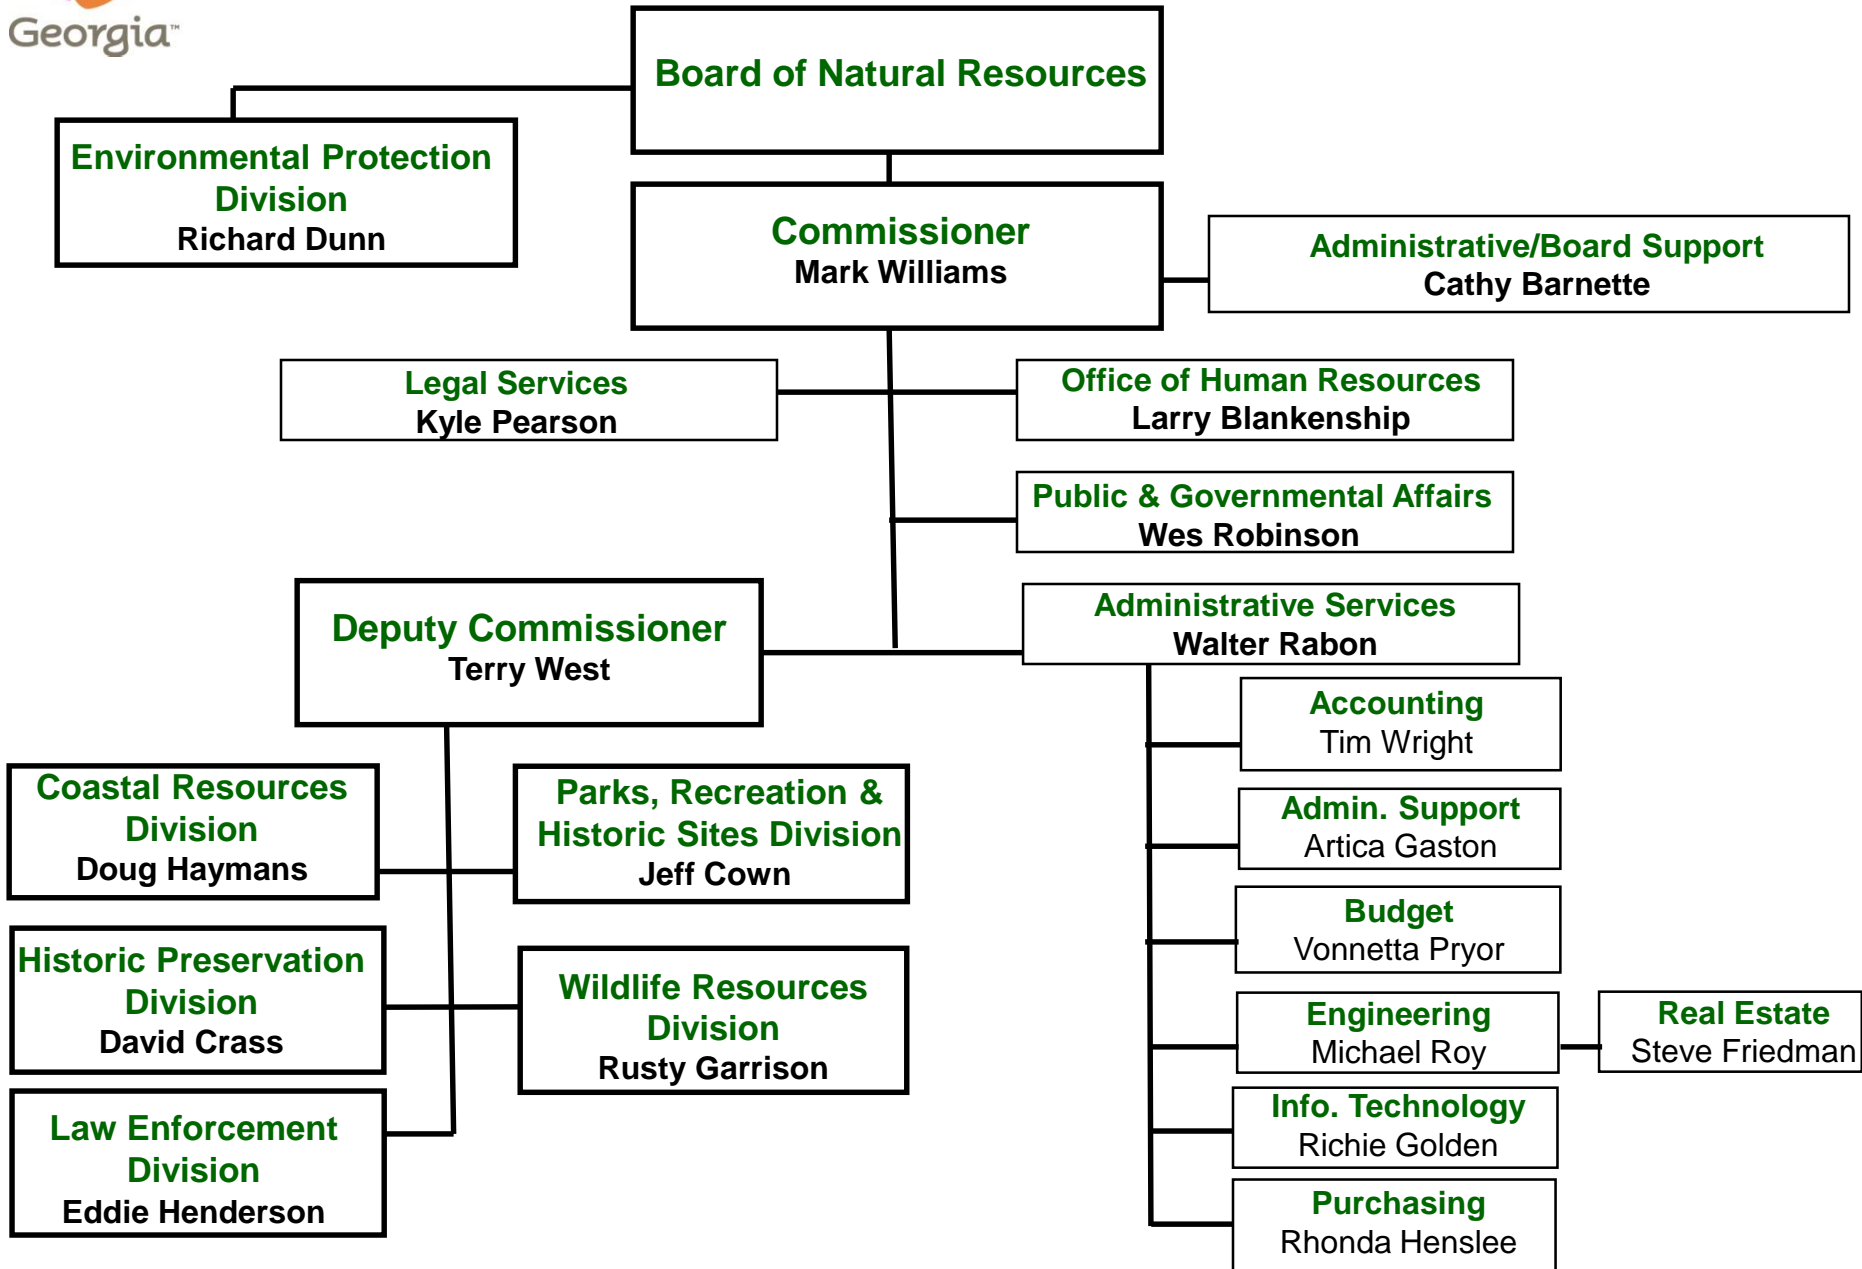 Georgia™
Board of Natural Resources
Environmental Protection
Division
Richard Dunn
Commissioner
Mark Williams
Administrative/Board Support
Cathy Barnette
Legal Services
Kyle Pearson
Office of Human Resources
Larry Blankenship
Public & Governmental Affairs
Wes Robinson
Deputy Commissioner
Terry West
Administrative Services
Walter Rabon
Accounting
Tim Wright
Admin. Support
Artica Gaston
Budget
Vonnetta Pryor
Engineering
Michael Roy
Real Estate
Steve Friedman
Info. Technology
Richie Golden
Purchasing
Rhonda Henslee
Coastal Resources
Division
Doug Haymans
Parks, Recreation &
Historic Sites Division
Jeff Cown
Historic Preservation
Division
David Crass
Wildlife Resources
Division
Rusty Garrison
Law Enforcement
Division
Eddie Henderson